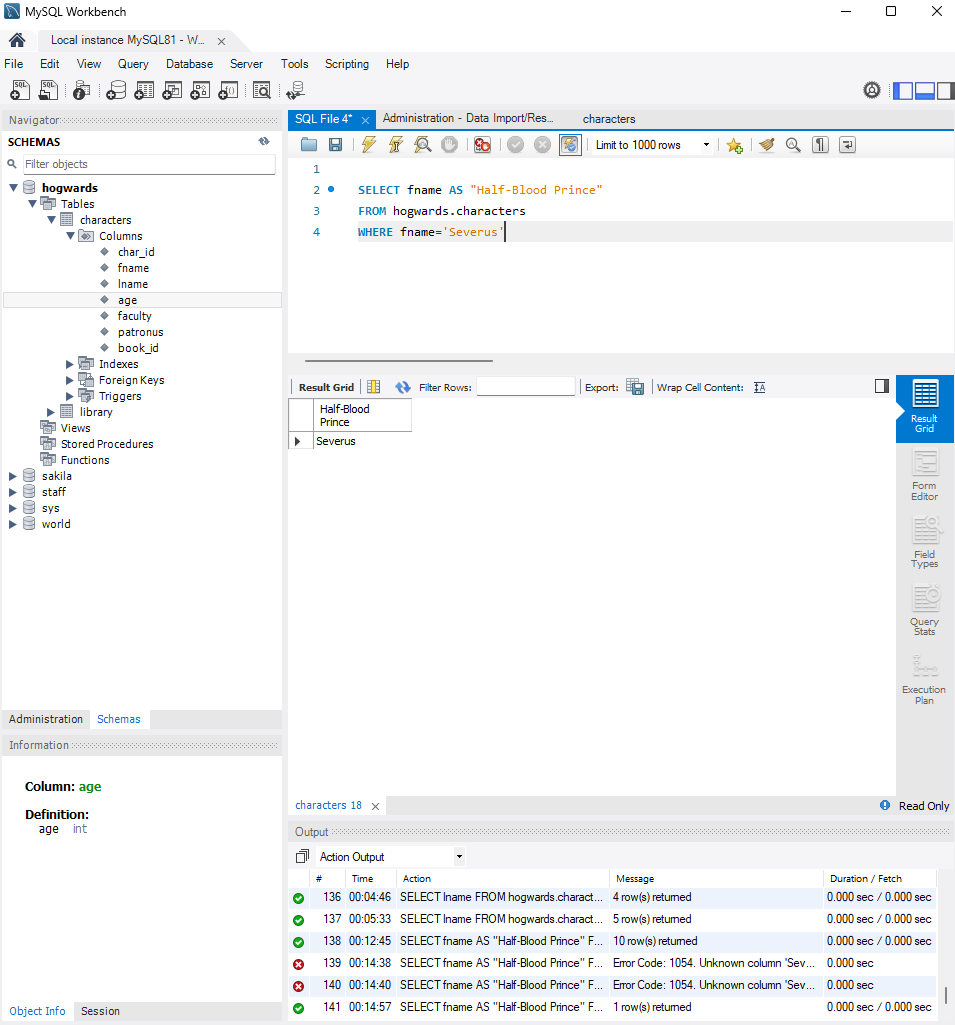 MySQL Workbench
Local instance MySQL81 - W...
File Edit View Query Database Server Tools Scripting Help
Navigator
SCHEMAS
Filter objects
hogwards
Tables
characters
Columns
char_id
fname
lname
age
faculty
patronus
book_id
Indexes
Foreign Keys
Triggers
library
Views
Stored Procedures
Functions
sakila
staff
sys
world
Administration Schemas
Information
Column: age
Definition:
age int
Object Info Session
SQL File 4* Administration - Data Import/Res... characters
Limit to 1000 rows
1
2 SELECT fname AS "Half-Blood Prince"
3 FROM hogwards.characters
4 WHERE fname='Severus'
Result Grid Filter Rows: Export: Wrap Cell Content:
Half-Blood
Prince
Severus
Result
Grid
Form
Editor
Field
Types
Query
Stats
Execution
Plan
characters 18 Read Only
Output
Action Output
# Time Action Message Duration / Fetch
136 00:04:46 SELECT lname FROM hogwards.charact... 4 row(s) returned 0.000 sec / 0.000 sec
137 00:05:33 SELECT lname FROM hogwards.charact... 5 row(s) returned 0.000 sec / 0.000 sec
138 00:12:45 SELECT fname AS "Half-Blood Prince" F... 10 row(s) returned 0.000 sec / 0.000 sec
139 00:14:38 SELECT fname AS "Half-Blood Prince" F... Error Code: 1054. Unknown column 'Sev... 0.000 sec
140 00:14:40 SELECT fname AS "Half-Blood Prince" F... Error Code: 1054. Unknown column 'Sev... 0.000 sec
141 00:14:57 SELECT fname AS "Half-Blood Prince" F... 1 row(s) returned 0.000 sec / 0.000 sec